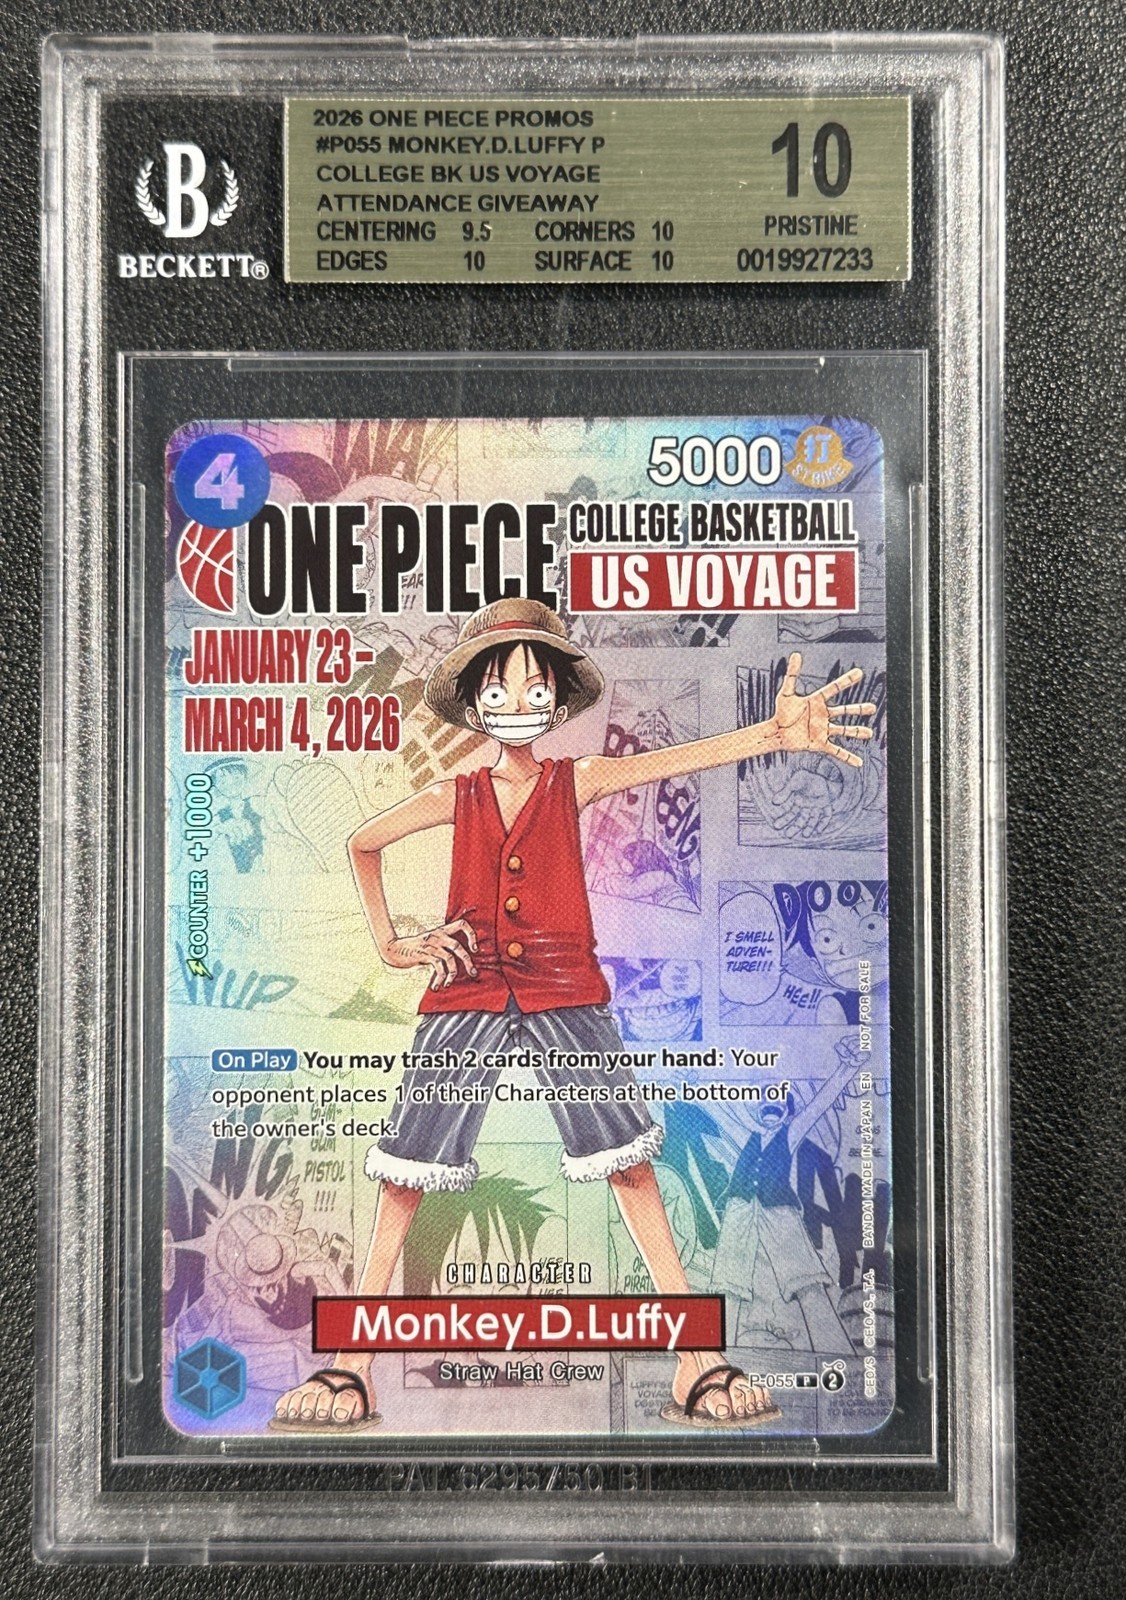 2026 ONE PIECE PROMOS
#P055 MONKEY.D.LUFFY P
COLLEGE BK US VOYAGE
ATTENDANCE GIVEAWAY
CENTERING 9.5 CORNERS 10
EDGES 10 SURFACE 10
10
PRISTINE
0019927233
B
BECKETT®
4
5000
STRIKE
ONE PIECE
COLLEGE BASKETBALL
US VOYAGE
JANUARY 23-
MARCH 4, 2026
COUNTER +1000
I SMELL
ADVEN-
TURE!!!
HEE!!
On Play You may trash 2 cards from your hand: Your
opponent places 1 of their Characters at the bottom of
the owner's deck.
GUM
PISTOL
!!!!
CHARACTER
Monkey.D.Luffy
Straw Hat Crew
P-055 P 2
©E.O./S. ©E.O./S., T.A. BANDAI MADE IN JAPAN EN NOT FOR SALE